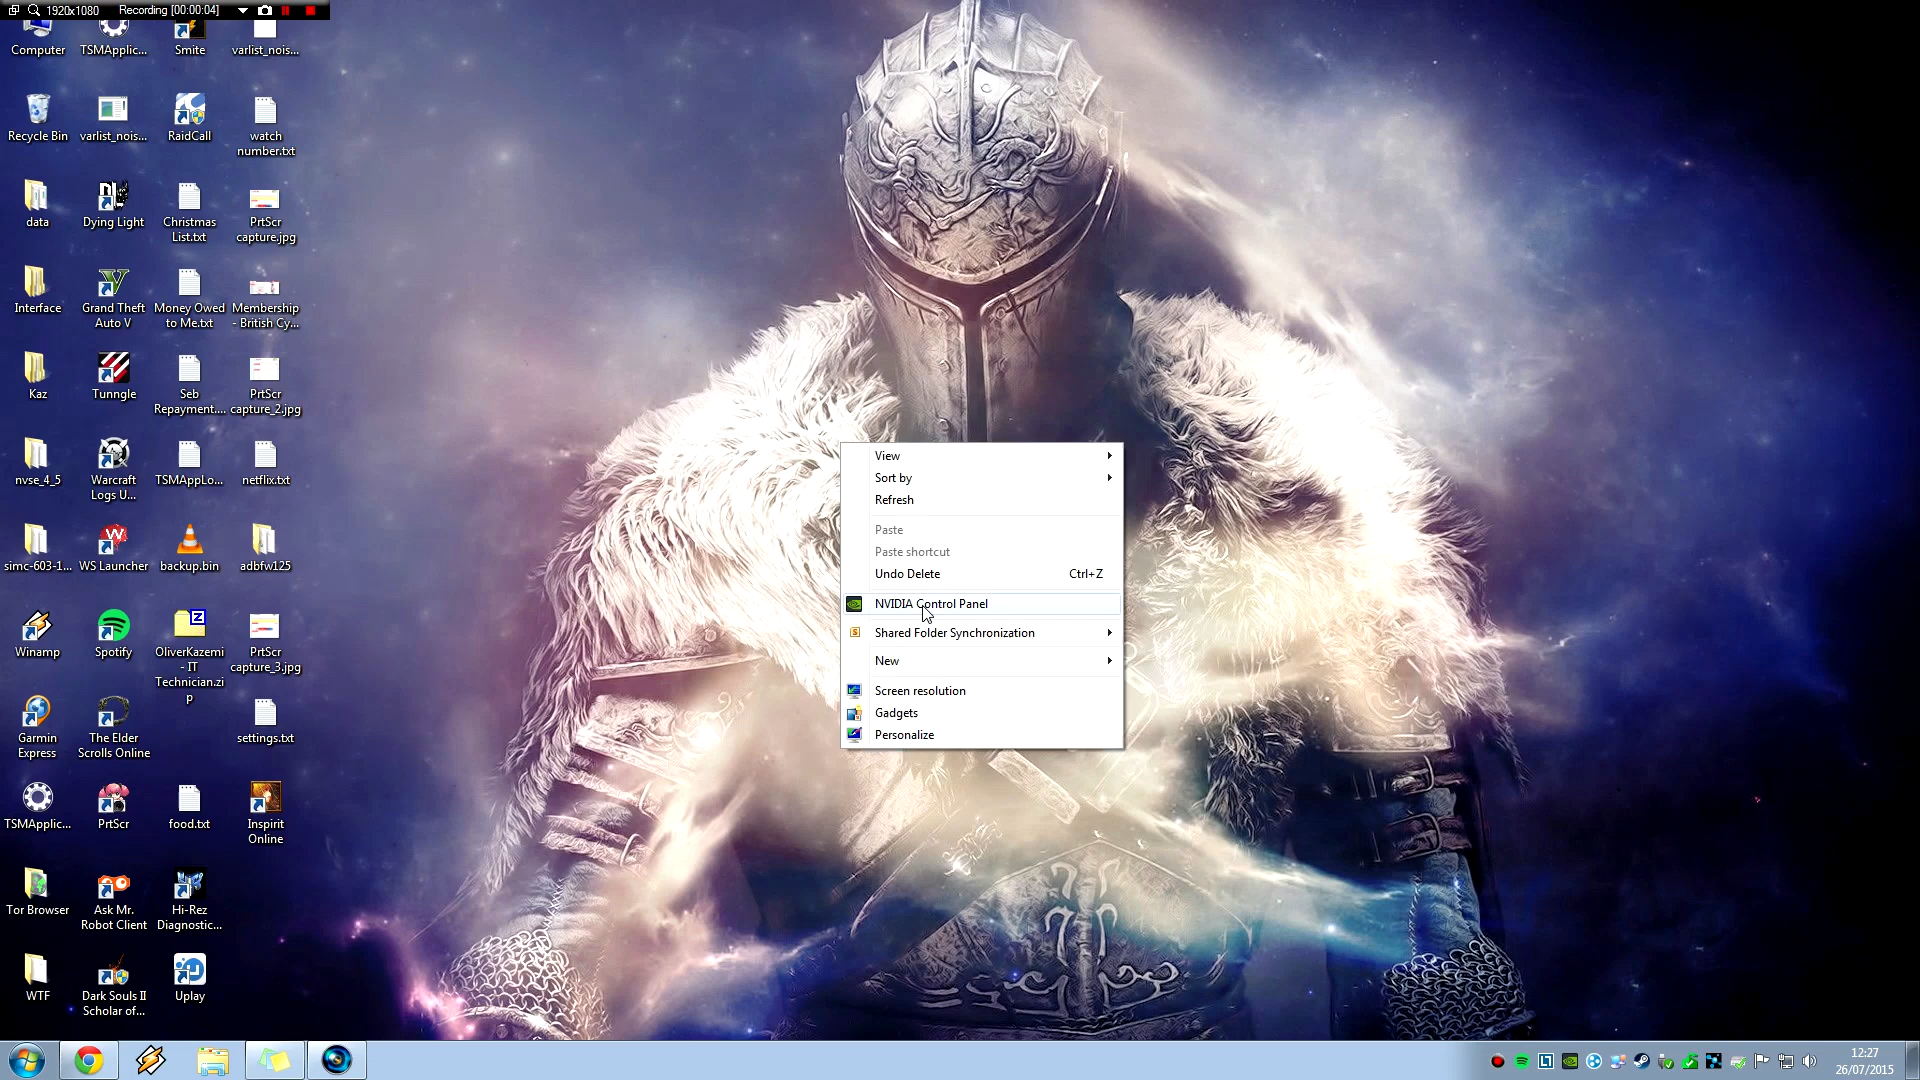 1920x1080 Recording [00:00:04]
Computer
TSMApplic...
Smite
varlist_nois...
Recycle Bin
varlist_nois...
RaidCall
watch
number.txt
data
Dying Light
Christmas
List.txt
PrtScr
capture.jpg
Interface
Grand Theft
Auto V
Money Owed
to Me.txt
Membership
- British Cy...
Kaz
Tunngle
Seb
Repayment....
PrtScr
capture_2.jpg
nvse_4_5
Warcraft
Logs U...
TSMAppLo...
netflix.txt
simc-603-1...
WS Launcher
backup.bin
adbfw125
Winamp
Spotify
OliverKazemi
- IT
Technician.zi
p
PrtScr
capture_3.jpg
Garmin
Express
The Elder
Scrolls Online
settings.txt
TSMApplic...
PrtScr
food.txt
Inspirit
Online
Tor Browser
Ask Mr.
Robot Client
Hi-Rez
Diagnostic...
WTF
Dark Souls II
Scholar of...
Uplay
View
Sort by
Refresh
Paste
Paste shortcut
Undo Delete Ctrl+Z
NVIDIA Control Panel
Shared Folder Synchronization
New
Screen resolution
Gadgets
Personalize
12:27
26/07/2015